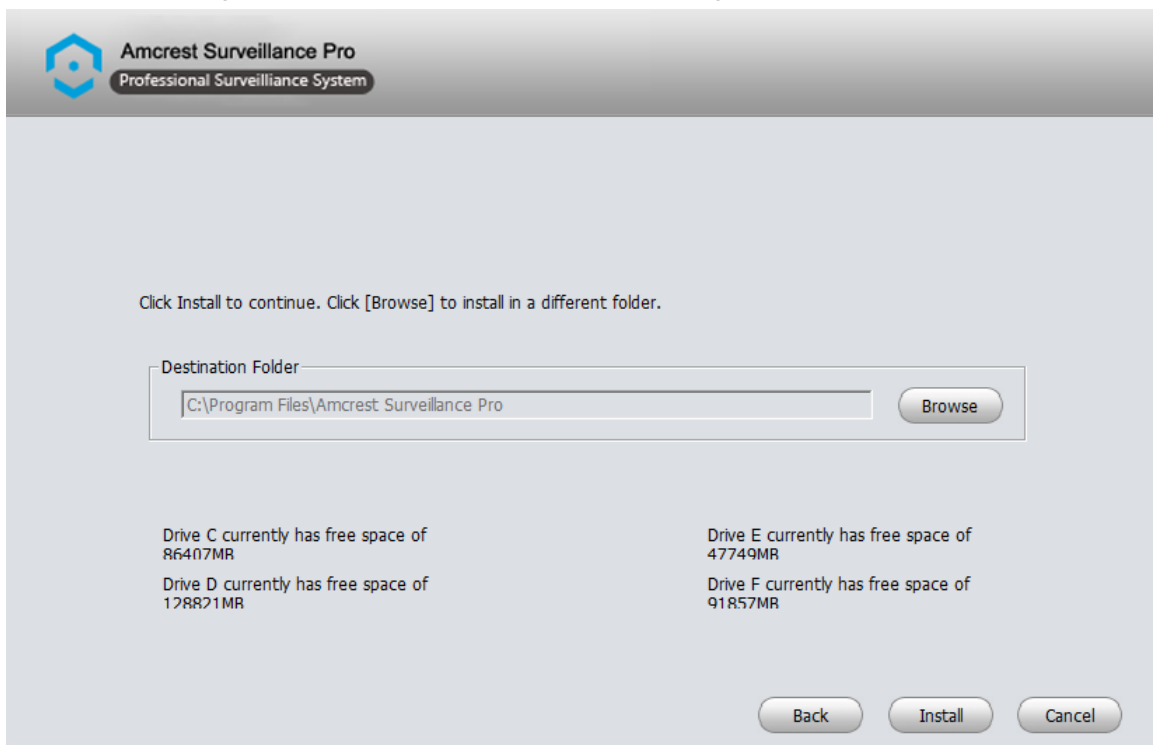 Amcrest Surveillance Pro
Professional Surveilliance System
Click Install to continue. Click [Browse] to install in a different folder.
Destination Folder
C:\Program Files\Amcrest Surveillance Pro
Browse
Drive C currently has free space of
86407MB
Drive E currently has free space of
47749MB
Drive D currently has free space of
128821MB
Drive F currently has free space of
91857MB
Back
Install
Cancel